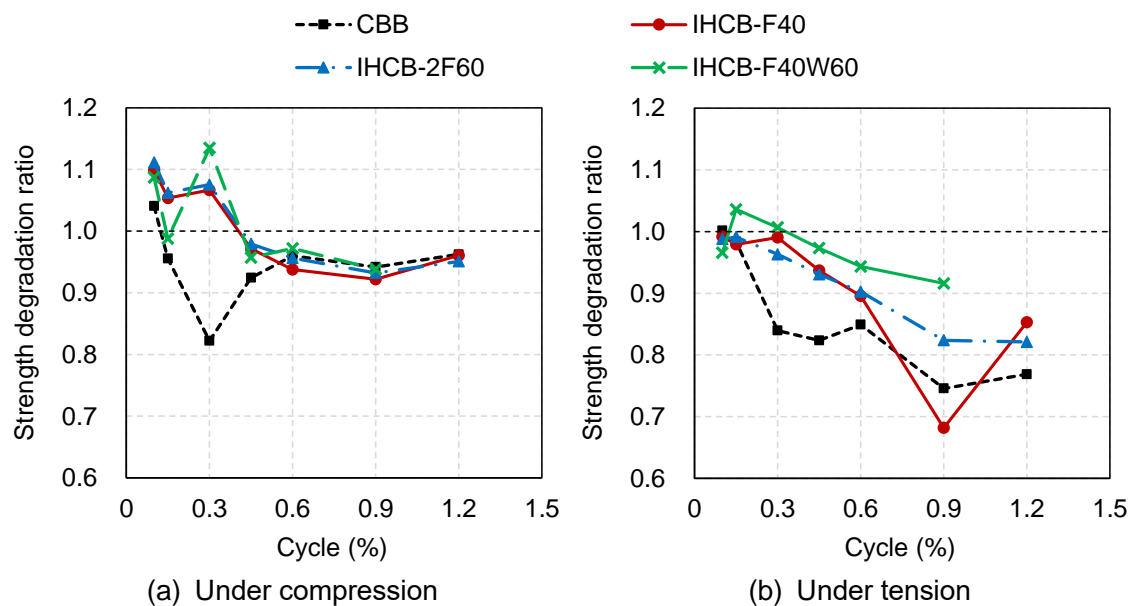 CBB
IHCB-F40
IHCB-2F60
IHCB-F40W60
Strength degradation ratio
1.2
1.1
1.0
0.9
0.8
0.7
0.6
0
0.3
0.6
0.9
1.2
1.5
Cycle (%)
(a) Under compression
Strength degradation ratio
1.2
1.1
1.0
0.9
0.8
0.7
0.6
0
0.3
0.6
0.9
1.2
1.5
Cycle (%)
(b) Under tension